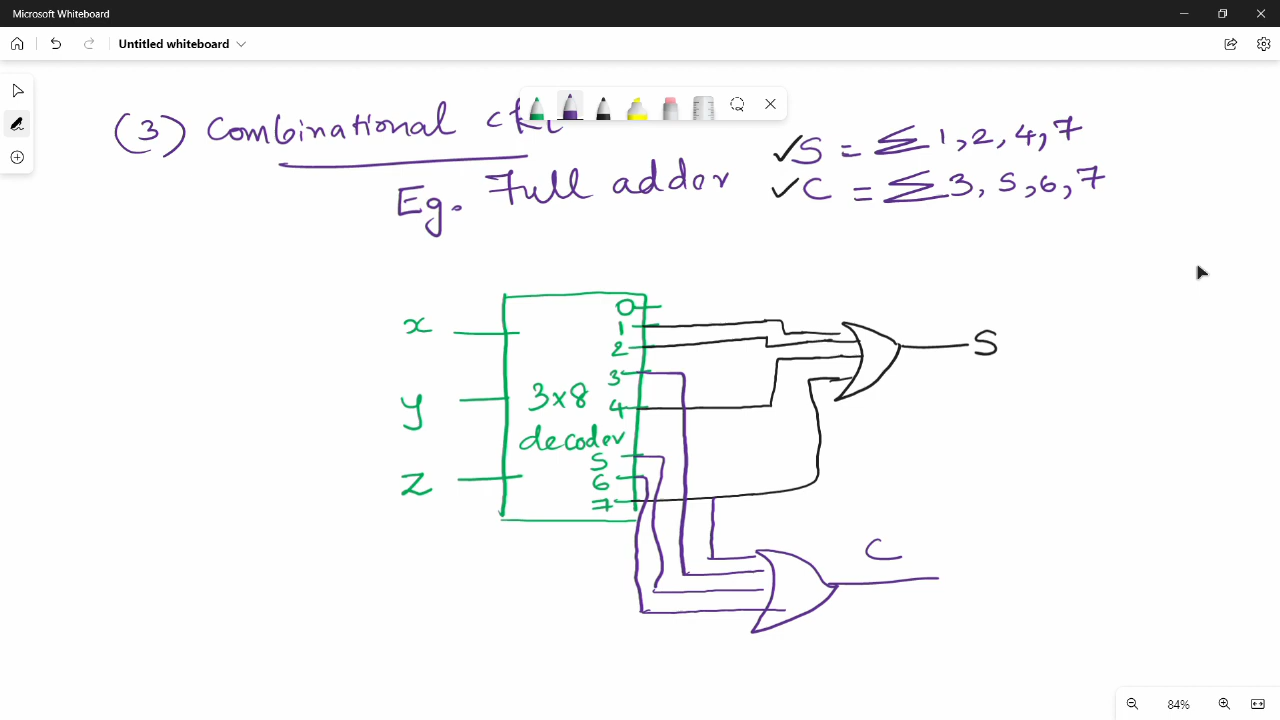 Microsoft Whiteboard
Untitled whiteboard
(3) Combinational ckt
Eg. Full adder
✓S = Σ 1,2,4,7
✓C = Σ 3,5,6,7
x
y
z
3x8
decoder
0
1
2
3
4
5
6
7
S
C
84%